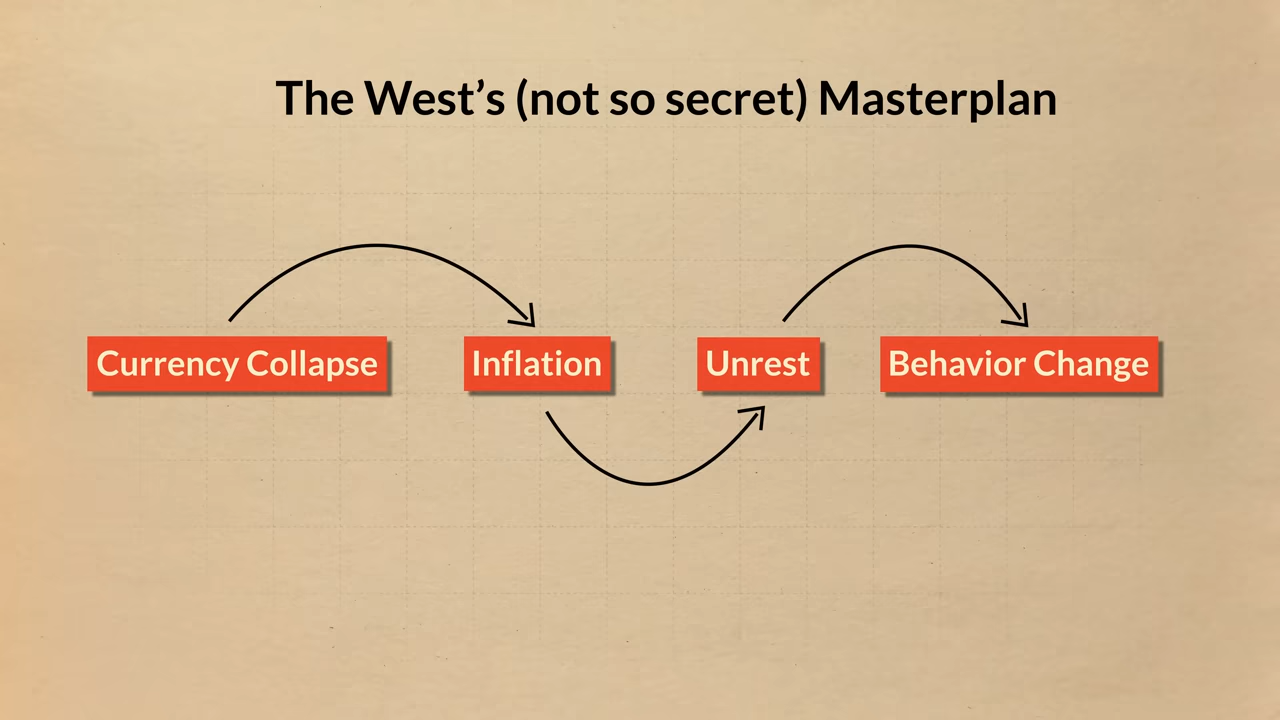 The West’s (not so secret) Masterplan
Currency Collapse
Inflation
Unrest
Behavior Change